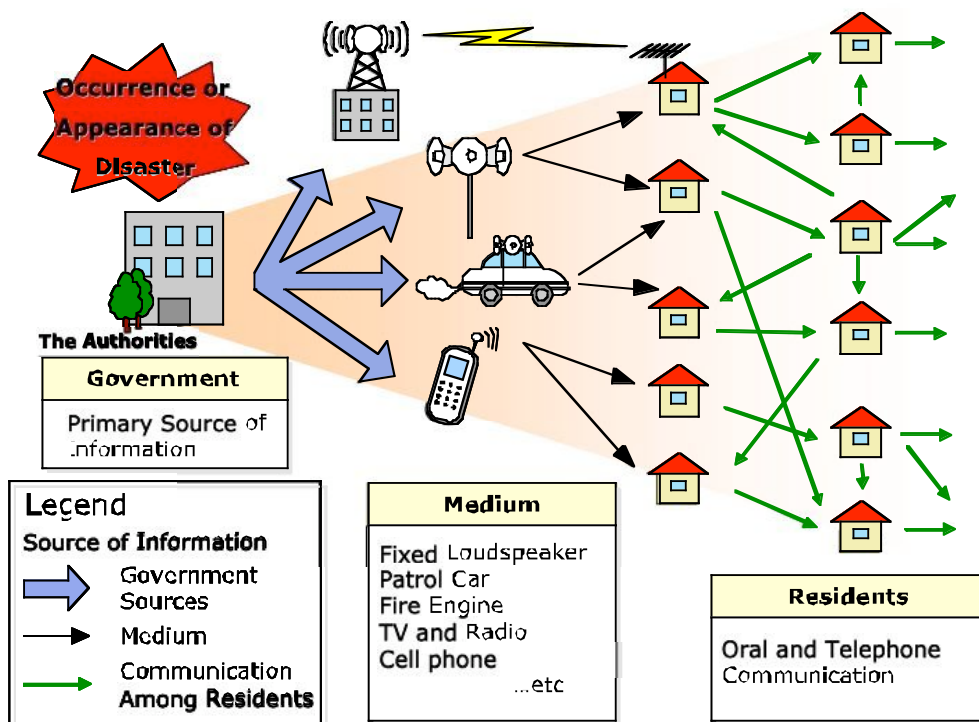 Occurrence or
Appearance of
Disaster
The Authorities
Government
Primary Source of
Information
Legend
Source of Information
Government
Sources
Medium
Communication
Among Residents
Medium
Fixed Loudspeaker
Patrol Car
Fire Engine
TV and Radio
Cell phone
...etc
Residents
Oral and Telephone
Communication